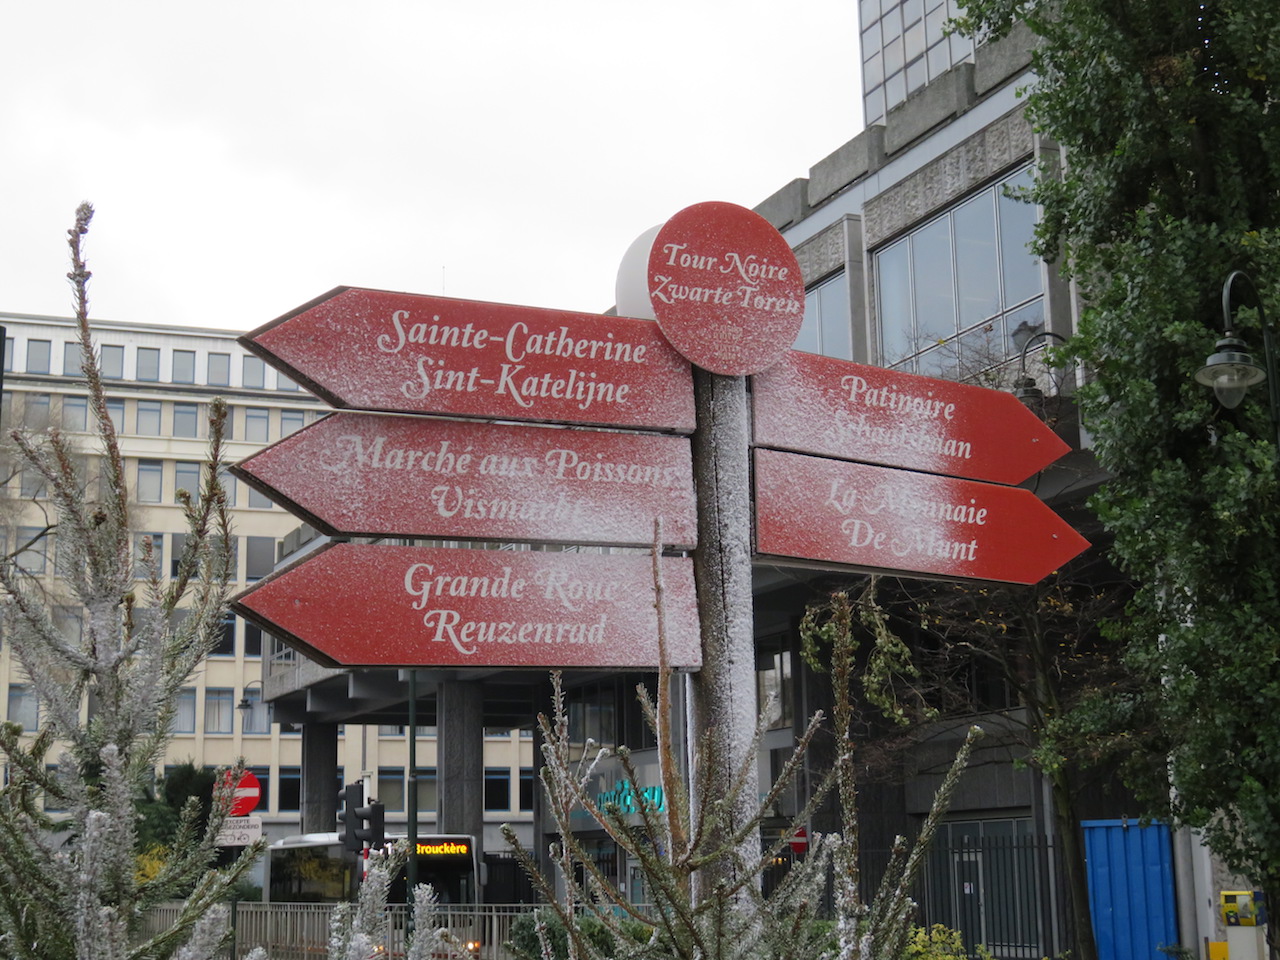 Tour Noire
Zwarte Toren
Sainte-Catherine
Sint-Katelijne
Marché aux Poissons
Vismarkt
Grande Roue
Reuzenrad
Patinoire
Schaatsbaan
La Monnaie
De Munt
Brouckère